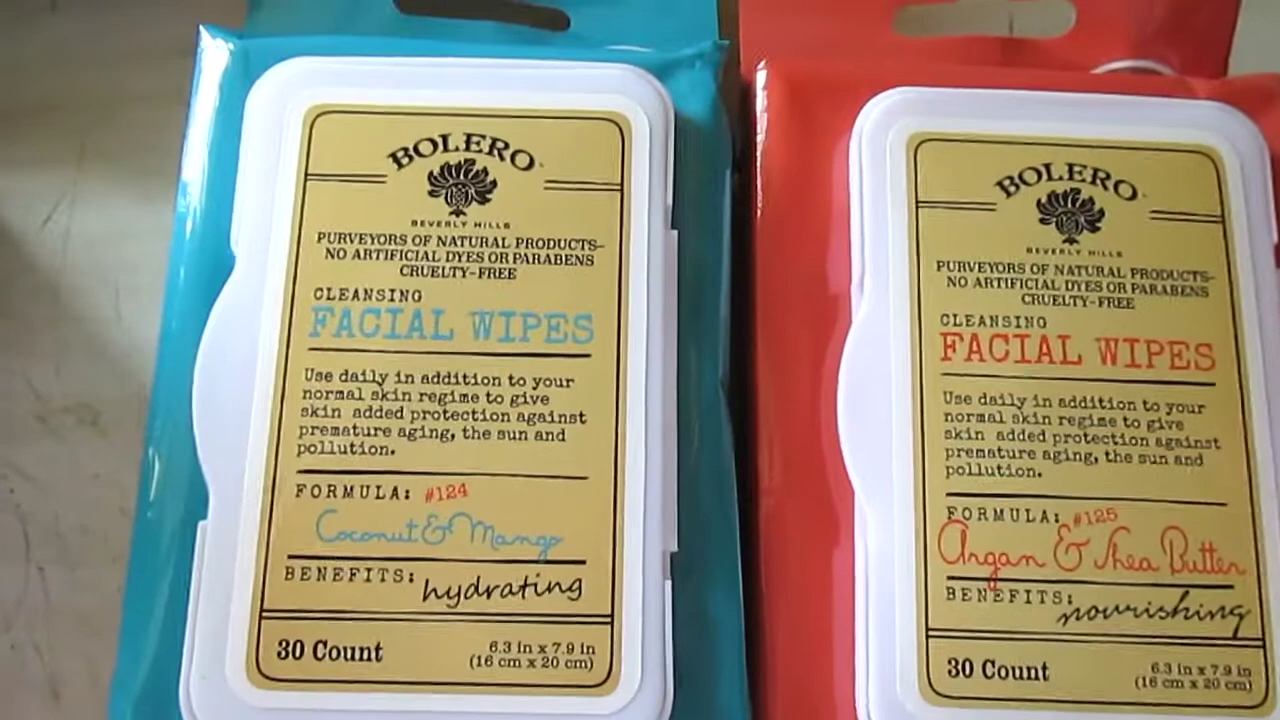 BOLERO
BEVERLY HILLS
PURVEYORS OF NATURAL PRODUCTS–
NO ARTIFICIAL DYES OR PARABENS
CRUELTY–FREE
CLEANSING
FACIAL WIPES
Use daily in addition to your
normal skin regime to give
skin added protection against
premature aging, the sun and
pollution.
FORMULA: #124
Coconut & Mango
BENEFITS: hydrating
30 Count
6.3 in x 7.9 in
(16 cm x 20 cm)
BOLERO
BEVERLY HILLS
PURVEYORS OF NATURAL PRODUCTS–
NO ARTIFICIAL DYES OR PARABENS
CRUELTY–FREE
CLEANSING
FACIAL WIPES
Use daily in addition to your
normal skin regime to give
skin added protection against
premature aging, the sun and
pollution.
FORMULA: #125
Argan & Shea Butter
BENEFITS: nourishing
30 Count
6.3 in x 7.9 in
(16 cm x 20 cm)